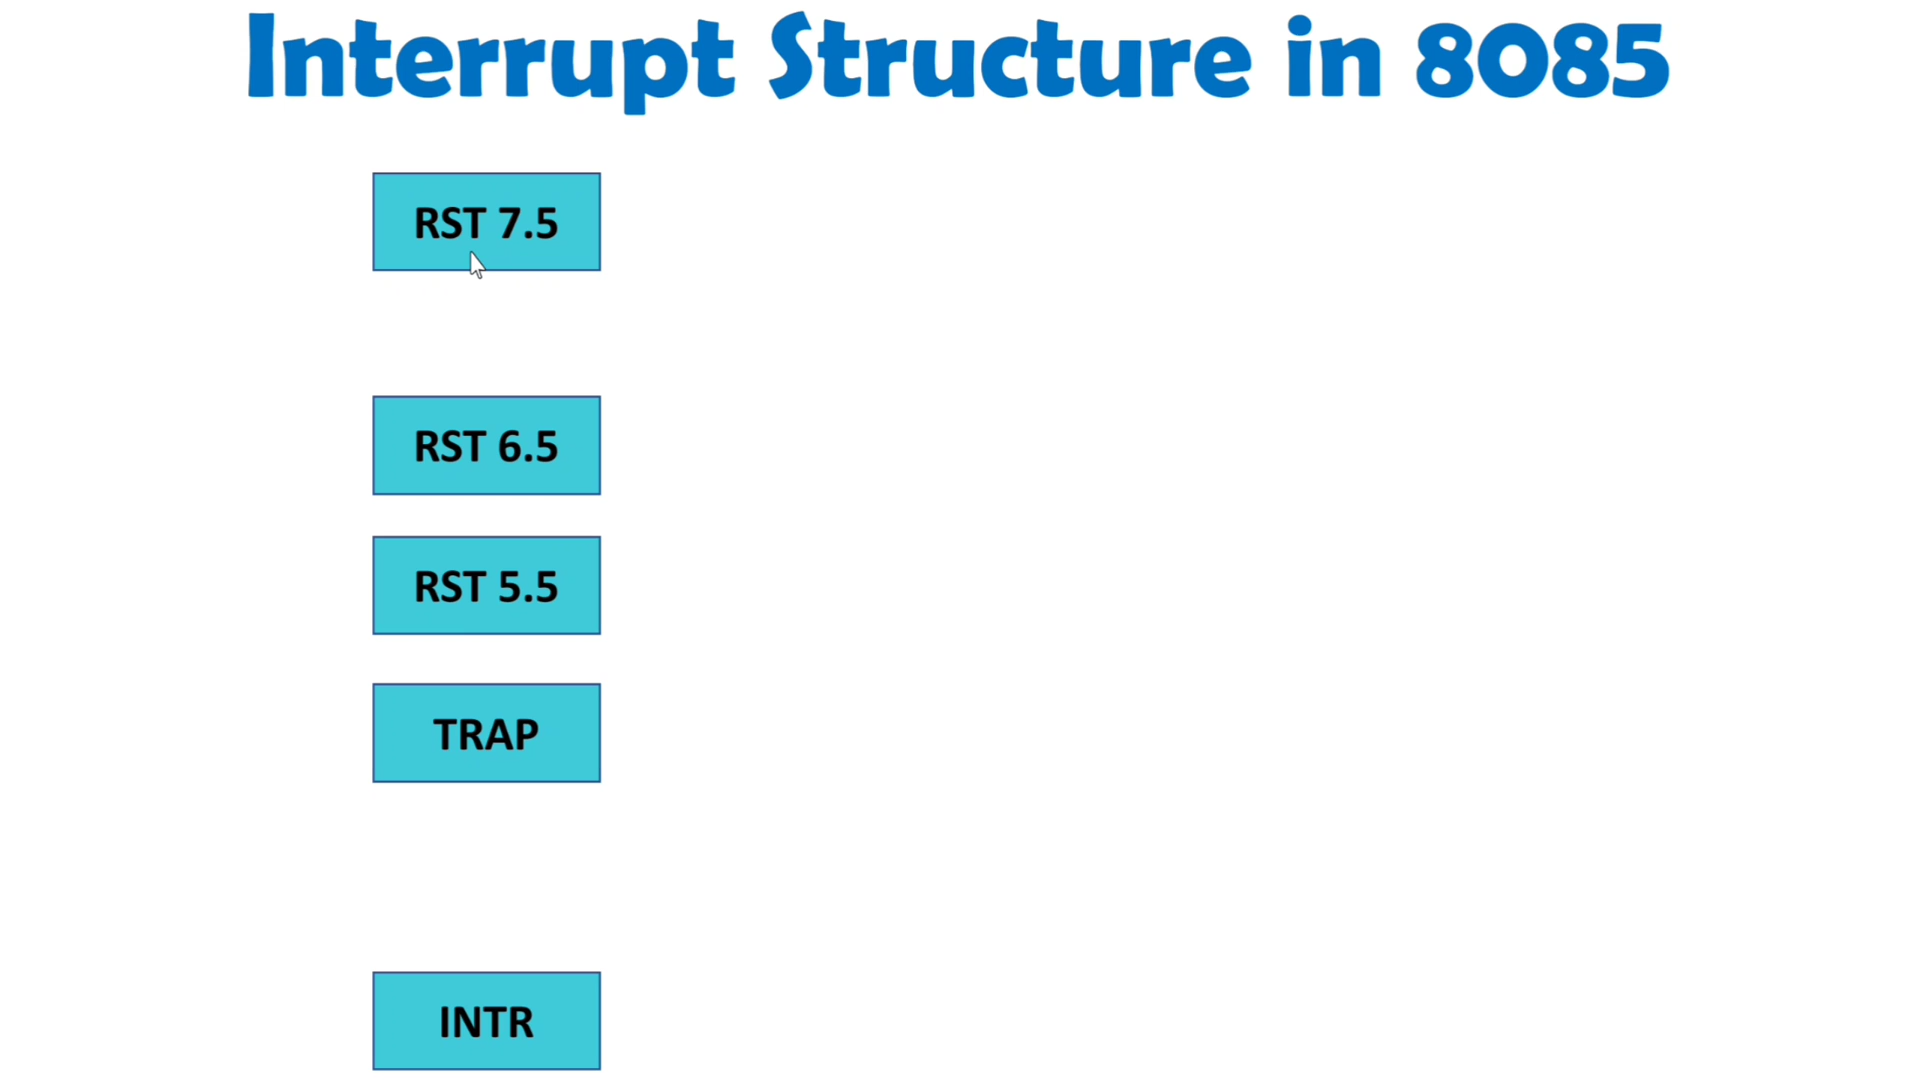 Interrupt Structure in 8085
RST 7.5
RST 6.5
RST 5.5
TRAP
INTR